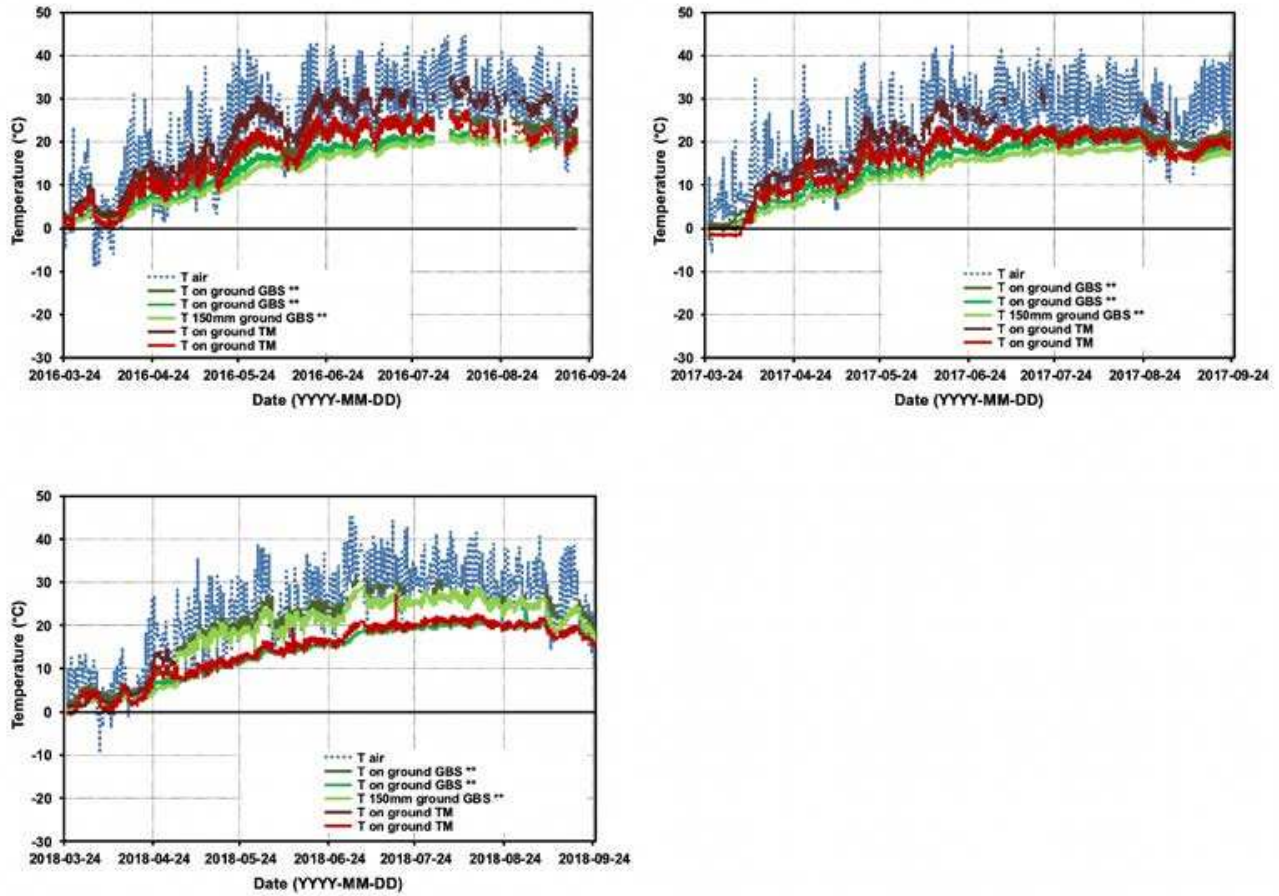 50
40
30
20
10
0
-10
-20
-30
Temperature (°C)
T air
T on ground GBS **
T on ground GBS **
T 150mm ground GBS **
T on ground TM
T on ground TM
2016-03-24 2016-04-24 2016-05-24 2016-06-24 2016-07-24 2016-08-24 2016-09-24
Date (YYYY-MM-DD)
50
40
30
20
10
0
-10
-20
-30
Temperature (°C)
T air
T on ground GBS **
T on ground GBS **
T 150mm ground GBS **
T on ground TM
T on ground TM
2017-03-24 2017-04-24 2017-05-24 2017-06-24 2017-07-24 2017-08-24 2017-09-24
Date (YYYY-MM-DD)
50
40
30
20
10
0
-10
-20
-30
Temperature (°C)
T air
T on ground GBS **
T on ground GBS **
T 150mm ground GBS **
T on ground TM
T on ground TM
2018-03-24 2018-04-24 2018-05-24 2018-06-24 2018-07-24 2018-08-24 2018-09-24
Date (YYYY-MM-DD)